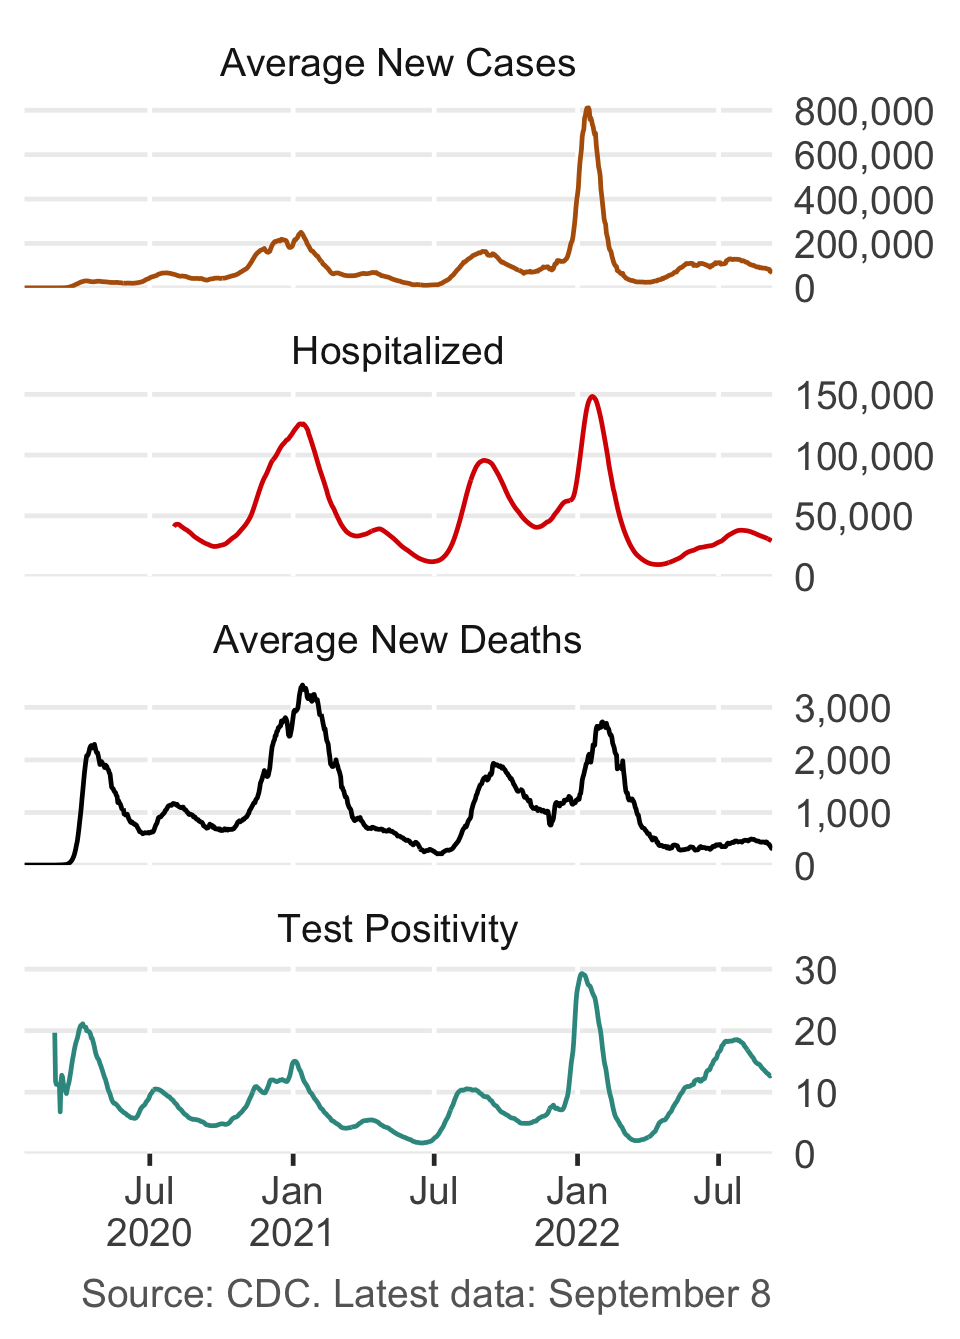 Average New Cases
800,000
600,000
400,000
200,000
0
Hospitalized
150,000
100,000
50,000
0
Average New Deaths
3,000
2,000
1,000
0
Test Positivity
30
20
10
0
Jul Jan Jul Jan Jul
2020 2021 2022
Source: CDC. Latest data: September 8